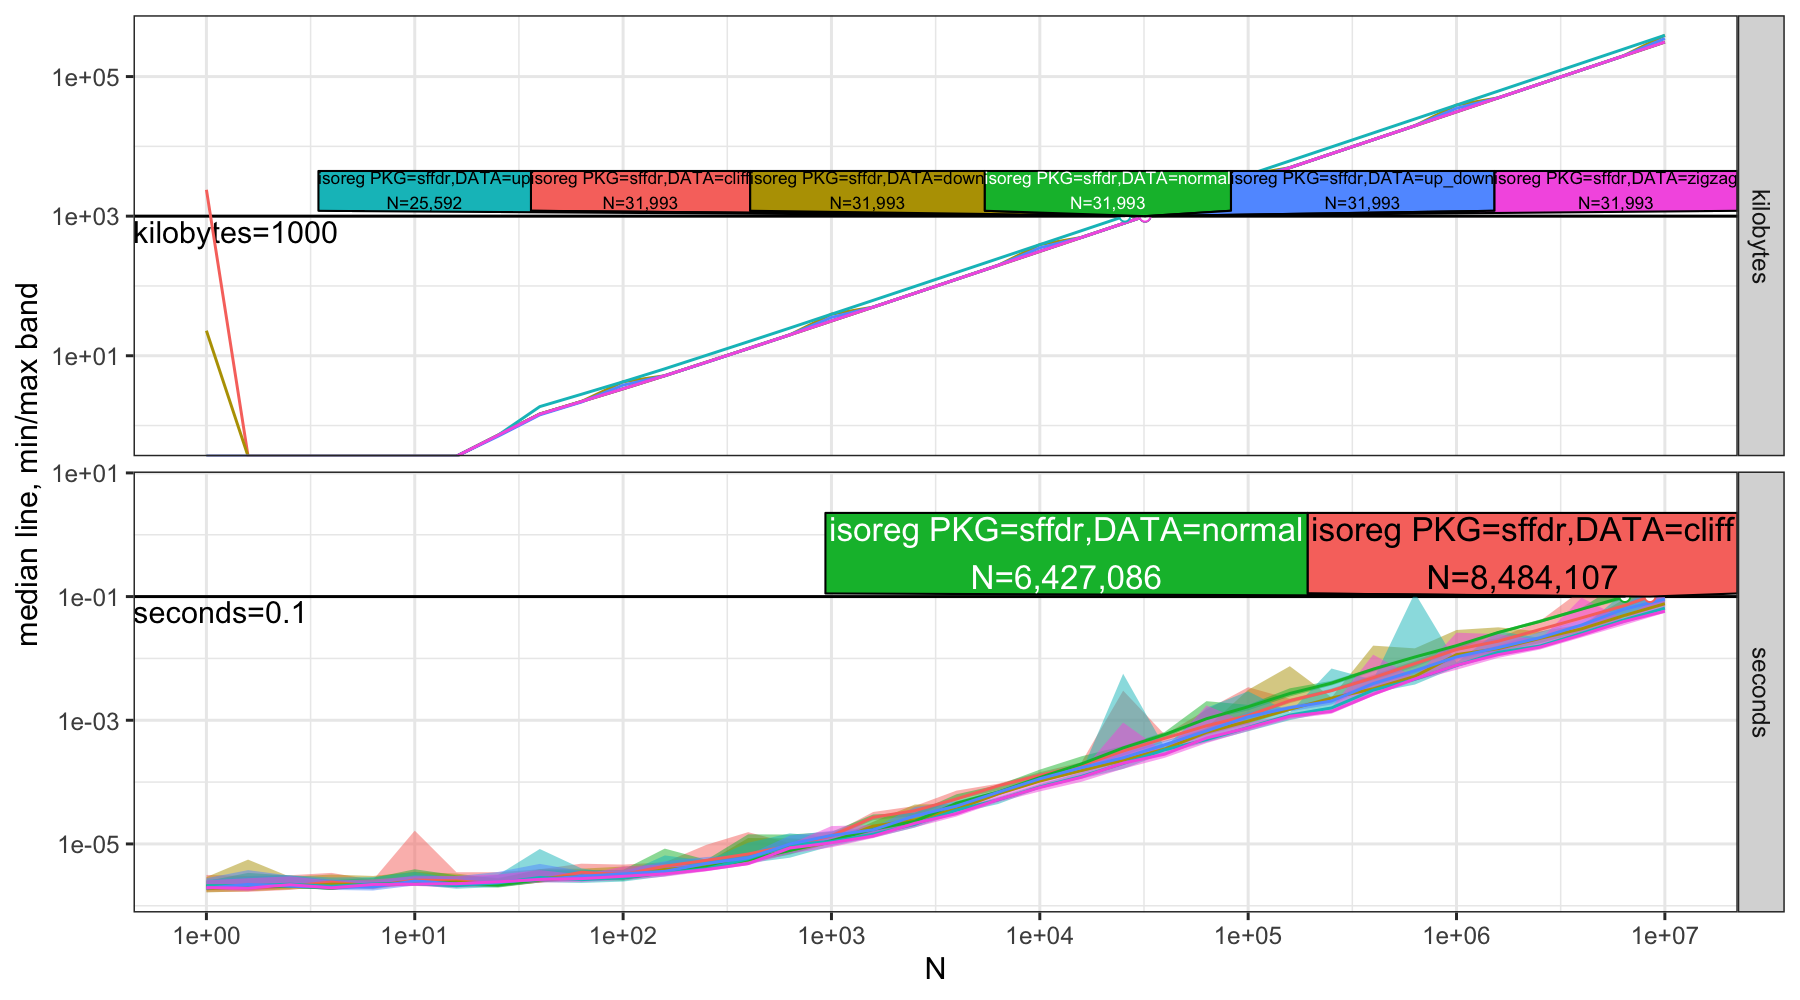 median line, min/max band
1e+05
1e+03
1e+01
isoreg PKG=sffdr,DATA=up
N=25,592
isoreg PKG=sffdr,DATA=cliff
N=31,993
isoreg PKG=sffdr,DATA=down
N=31,993
isoreg PKG=sffdr,DATA=normal
N=31,993
isoreg PKG=sffdr,DATA=up_down
N=31,993
isoreg PKG=sffdr,DATA=zigzag
N=31,993
kilobytes=1000
kilobytes
1e+01
1e-01
1e-03
1e-05
isoreg PKG=sffdr,DATA=normal
N=6,427,086
isoreg PKG=sffdr,DATA=cliff
N=8,484,107
seconds=0.1
seconds
1e+00
1e+01
1e+02
1e+03
1e+04
1e+05
1e+06
1e+07
N